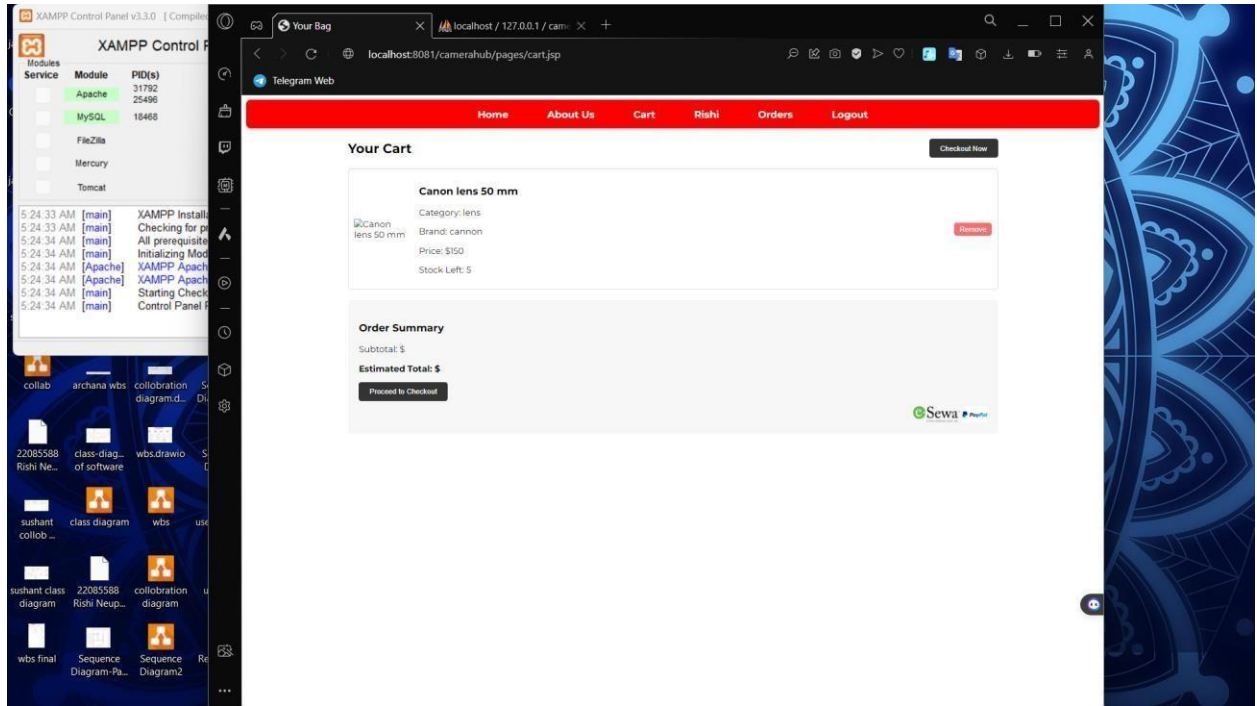 XAMPP Control Panel v3.3.0 [ Compiled
XAMPP Control P
Modules
Service Module PID(s)
Apache 31792
25496
MySQL 18468
FileZilla
Mercury
Tomcat
5:24:33 AM [main] XAMPP Installa
5:24:33 AM [main] Checking for pr
5:24:34 AM [main] All prerequisite
5:24:34 AM [main] Initializing Mod
5:24:34 AM [Apache] XAMPP Apach
5:24:34 AM [Apache] XAMPP Apach
5:24:34 AM [main] Starting Check
5:24:34 AM [main] Control Panel R
collab archana wbs collobration diagram.d...
22085588 Rishi Ne... class-diag... of software wbs.drawio
sushant collob ... class diagram wbs use
sushant class diagram 22085588 Rishi Neup... collobration diagram
wbs final Sequence Diagram-Pa... Sequence Diagram2 Re
Your Bag localhost / 127.0.0.1 / came
localhost:8081/camerahub/pages/cart.jsp
Telegram Web
Home About Us Cart Rishi Orders Logout
Your Cart Checkout Now
Canon lens 50 mm
Canon lens 50 mm
Category: lens
Brand: cannon
Price: $150
Stock Left: 5
Remove
Order Summary
Subtotal: $
Estimated Total: $
Proceed to Checkout
eSewa PayPal